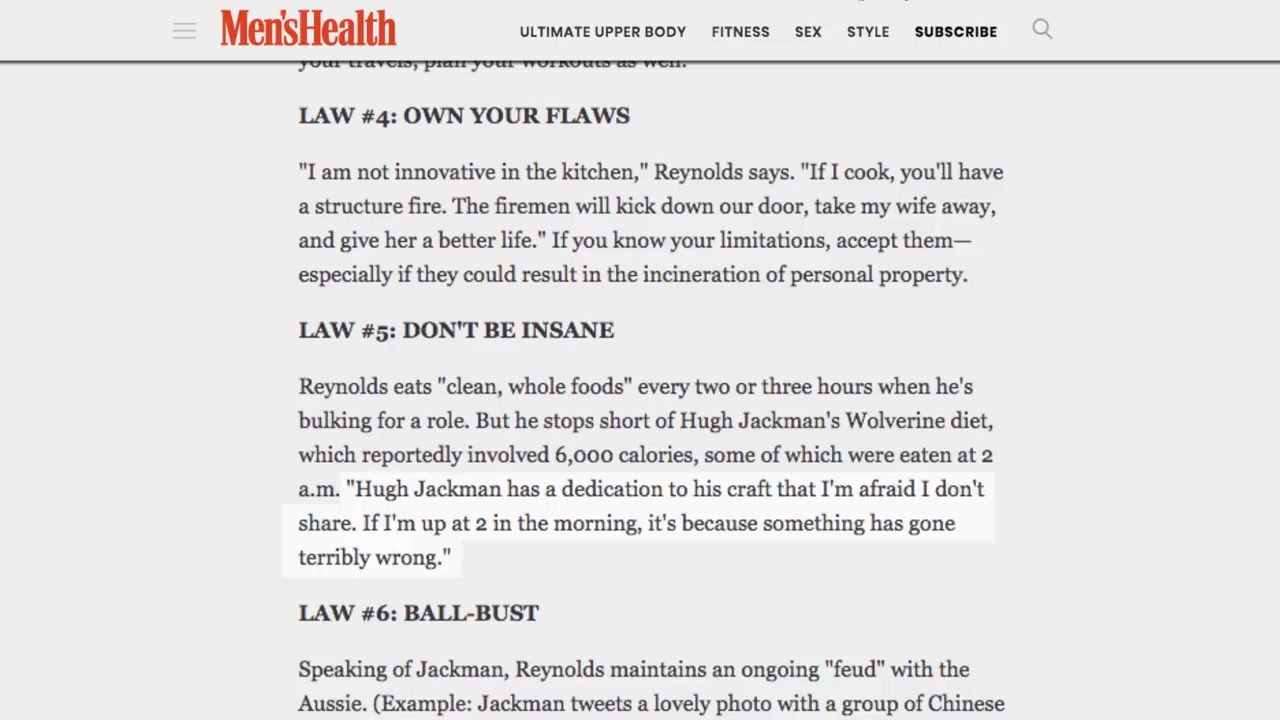 Men'sHealth
ULTIMATE UPPER BODY FITNESS SEX STYLE SUBSCRIBE
your travels, plan your workouts as well.
LAW #4: OWN YOUR FLAWS
"I am not innovative in the kitchen," Reynolds says. "If I cook, you'll have
a structure fire. The firemen will kick down our door, take my wife away,
and give her a better life." If you know your limitations, accept them—
especially if they could result in the incineration of personal property.
LAW #5: DON'T BE INSANE
Reynolds eats "clean, whole foods" every two or three hours when he's
bulking for a role. But he stops short of Hugh Jackman's Wolverine diet,
which reportedly involved 6,000 calories, some of which were eaten at 2
a.m. "Hugh Jackman has a dedication to his craft that I'm afraid I don't
share. If I'm up at 2 in the morning, it's because something has gone
terribly wrong."
LAW #6: BALL-BUST
Speaking of Jackman, Reynolds maintains an ongoing "feud" with the
Aussie. (Example: Jackman tweets a lovely photo with a group of Chinese